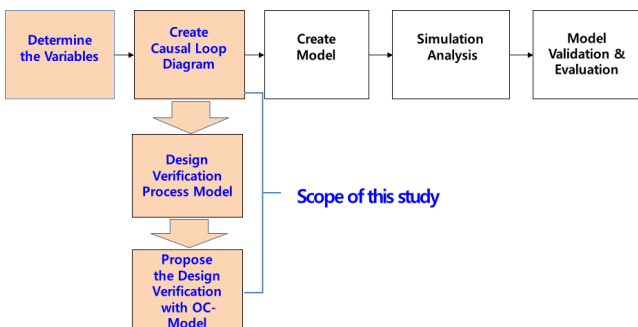 Determine
the Variables
Create
Causal Loop
Diagram
Create
Model
Simulation
Analysis
Model
Validation &
Evaluation
Design
Verification
Process Model
Scope of this study
Propose
the Design
Verification
with OC-
Model